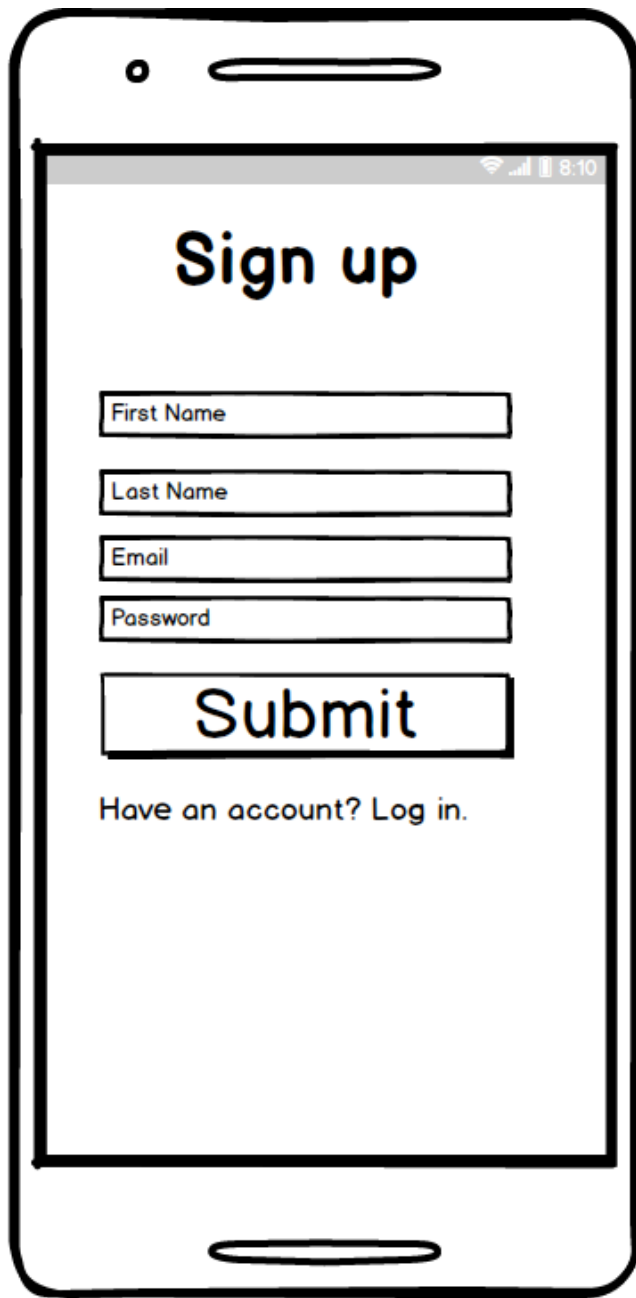 8:10
Sign up
First Name
Last Name
Email
Password
Submit
Have an account? Log in.